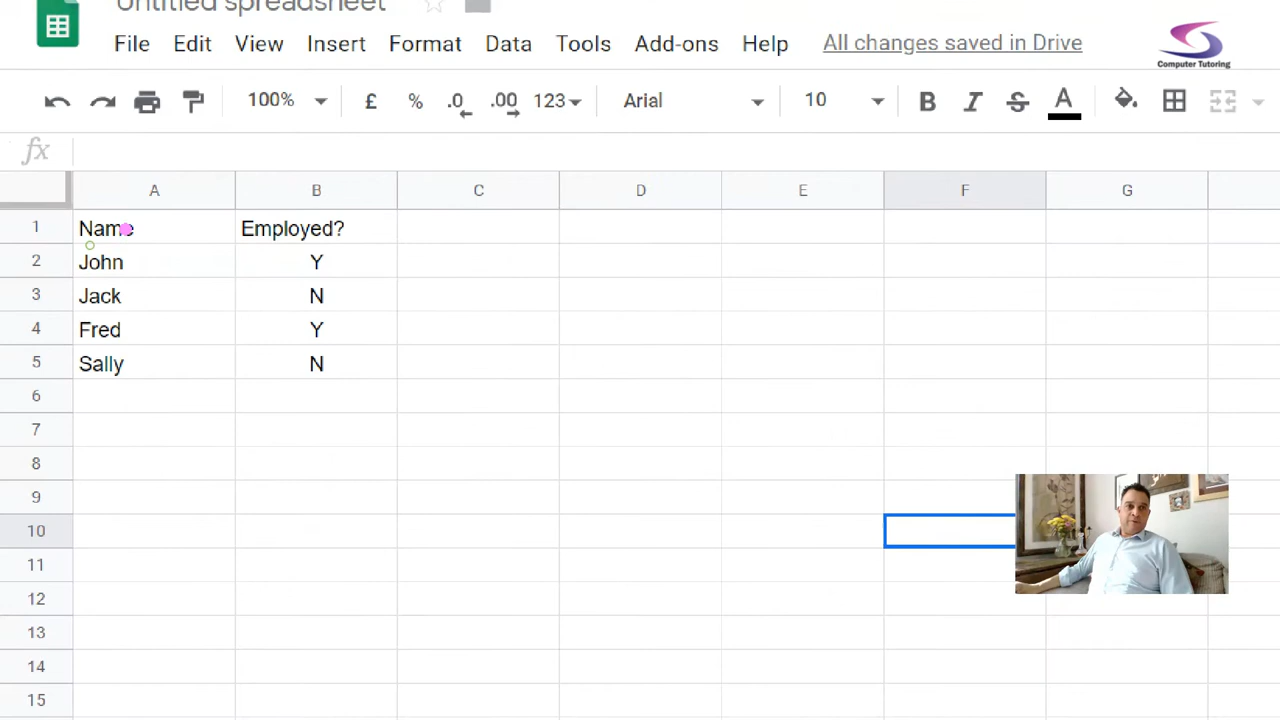 Untitled spreadsheet
File Edit View Insert Format Data Tools Add-ons Help All changes saved in Drive
Computer Tutoring
100% £ % .0 .00 123 Arial 10 B I S A
fx
A B C D E F G
1 Name Employed?
2 John Y
3 Jack N
4 Fred Y
5 Sally N
6
7
8
9
10
11
12
13
14
15